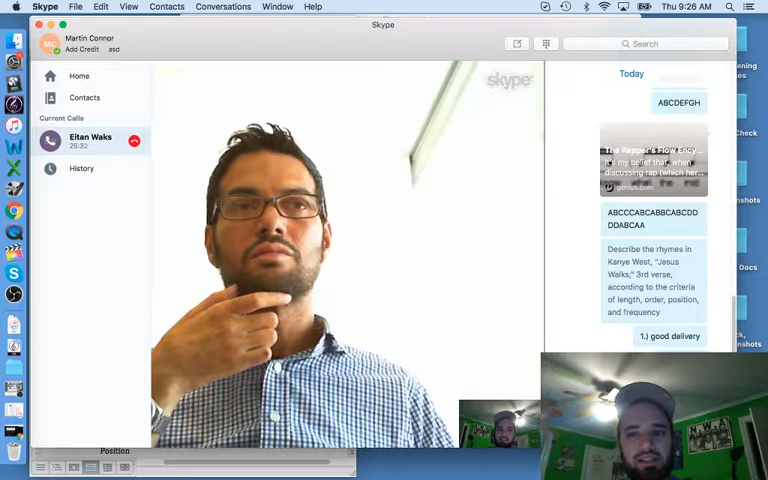 Skype File Edit View Contacts Conversations Window Help
Thu 9:26 AM
Skype
Martin Connor
Add Credit asd
Search
MC
Home
Contacts
Current Calls
Eitan Waks
25:32
History
skype
Today
ABCDEFGH
The Rapper's Flow Ency...
It's my belief that, when
discussing rap (which her...
genius.com
ABCCCABCABBCABCDD
DDABCAA
Describe the rhymes in
Kanye West, "Jesus
Walks," 3rd verse,
according to the criteria
of length, order, position,
and frequency
1.) good delivery
Position
Check
Docs